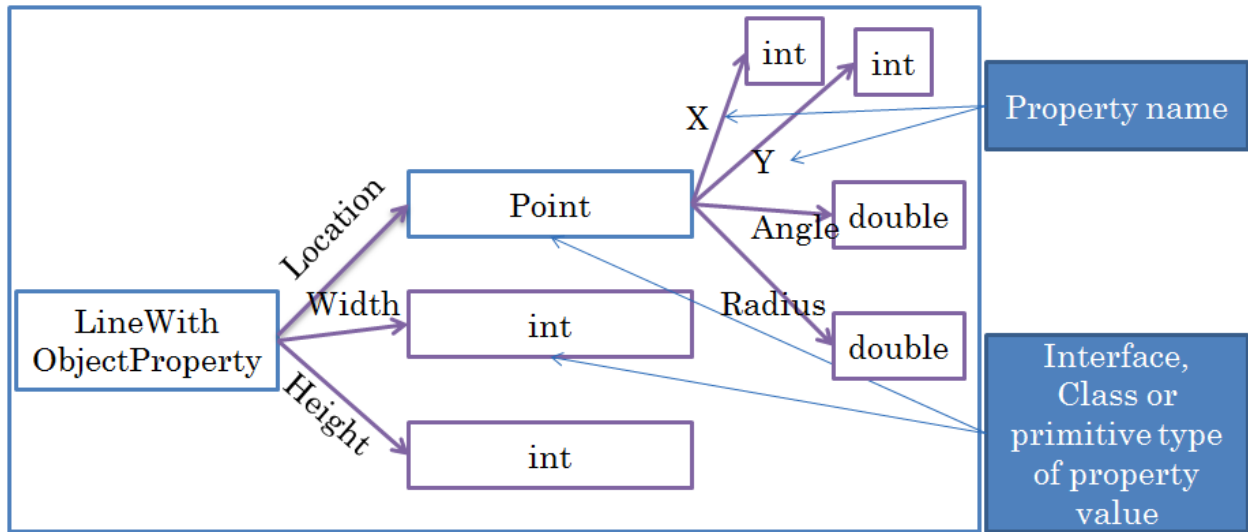 int
int
Property name
X
Y
Location
Point
Angle
double
Width
Radius
LineWith
ObjectProperty
int
double
Height
int
Interface,
Class or
primitive type
of property
value